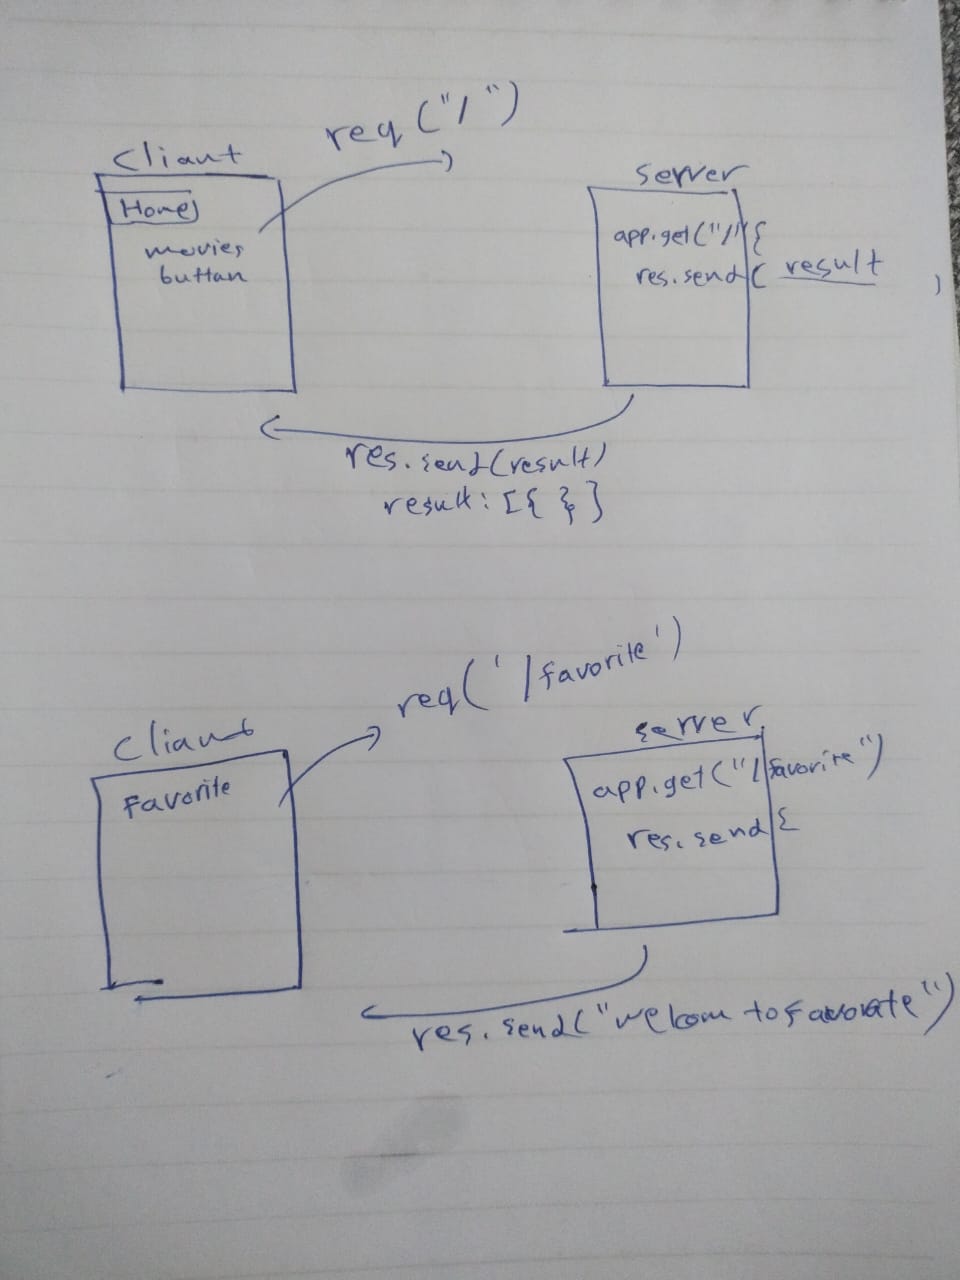 req ("/")
Cliant
server
Home
movies
buttan
app.get("/"{
res.send( result )
res.send(result)
result: [{ }]
req('/favorite')
Cliant
server
Favorite
app.get("/favorite")
res.send{
res.send("welcom to favorate")